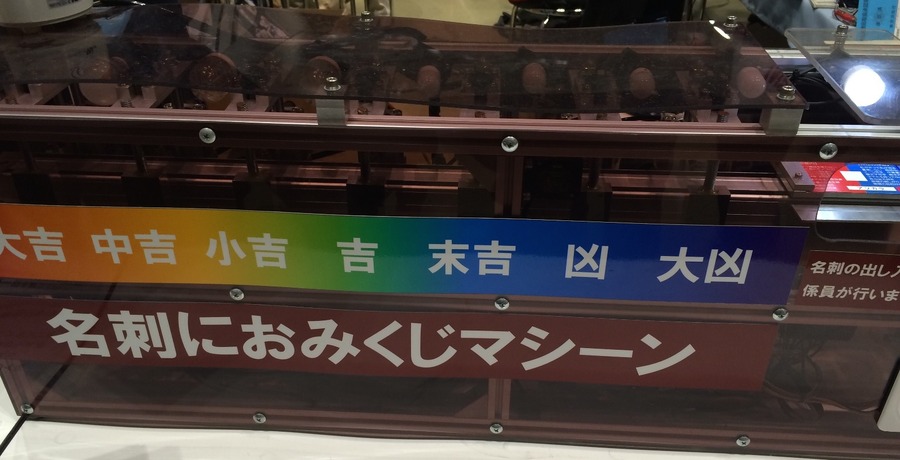 大吉 中吉 小吉 吉 末吉 凶 大凶
名刺の出し入
係員が行いま
名刺におみくじマシーン